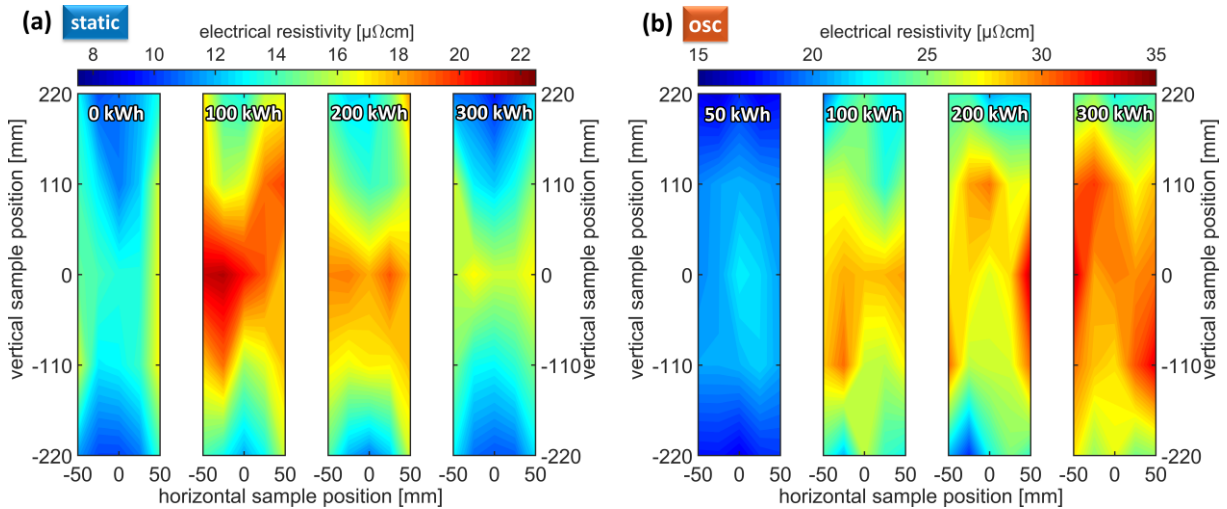 (a) static
electrical resistivity [µΩcm]
8 10 12 14 16 18 20 22
220 0 kWh 100 kWh 200 kWh 300 kWh 220
110 110
0 0
-110 -110
-220 -220
-50 0 50 -50 0 50 -50 0 50 -50 0 50
vertical sample position [mm]
vertical sample position [mm]
horizontal sample position [mm]
(b) osc
electrical resistivity [µΩcm]
15 20 25 30 35
220 50 kWh 100 kWh 200 kWh 300 kWh 220
110 110
0 0
-110 -110
-220 -220
-50 0 50 -50 0 50 -50 0 50 -50 0 50
vertical sample position [mm]
vertical sample position [mm]
horizontal sample position [mm]